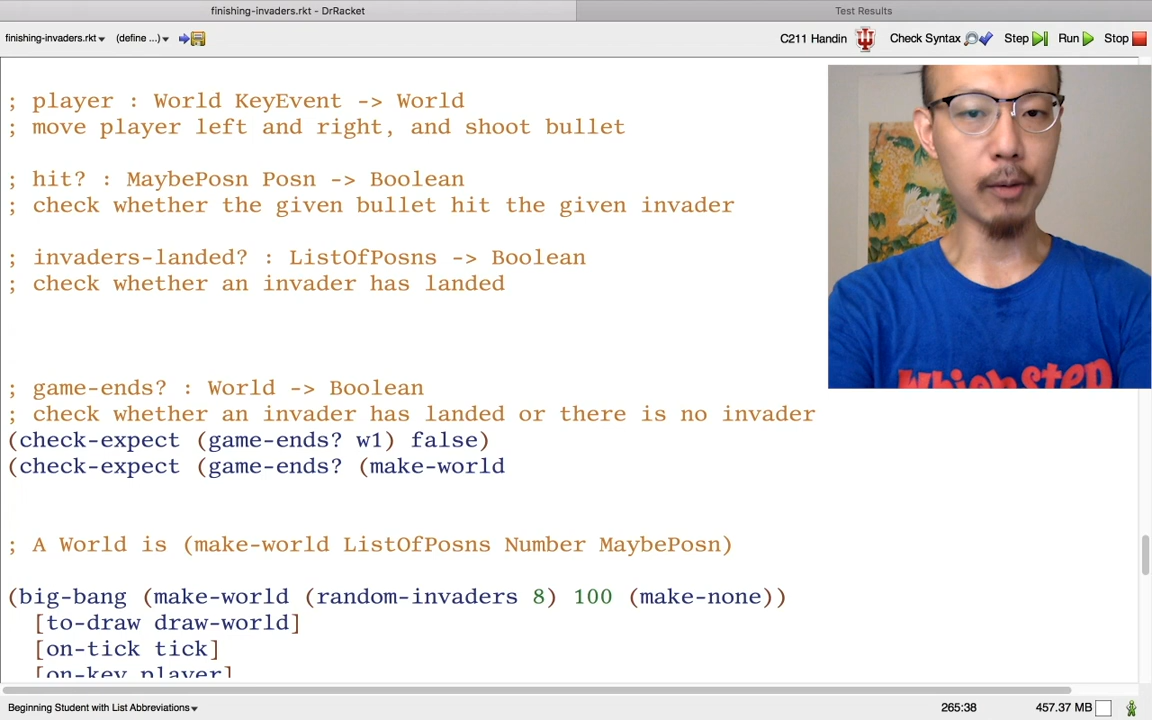 finishing-invaders.rkt - DrRacket
Test Results
finishing-invaders.rkt (define ...)
C211 Handin Check Syntax Step Run Stop
; player : World KeyEvent -> World
; move player left and right, and shoot bullet
; hit? : MaybePosn Posn -> Boolean
; check whether the given bullet hit the given invader
; invaders-landed? : ListOfPosns -> Boolean
; check whether an invader has landed
; game-ends? : World -> Boolean
; check whether an invader has landed or there is no invader
(check-expect (game-ends? w1) false)
(check-expect (game-ends? (make-world
; A World is (make-world ListOfPosns Number MaybePosn)
(big-bang (make-world (random-invaders 8) 100 (make-none))
[to-draw draw-world]
[on-tick tick]
[on-key player]
Which Step
Beginning Student with List Abbreviations
265:38
457.37 MB